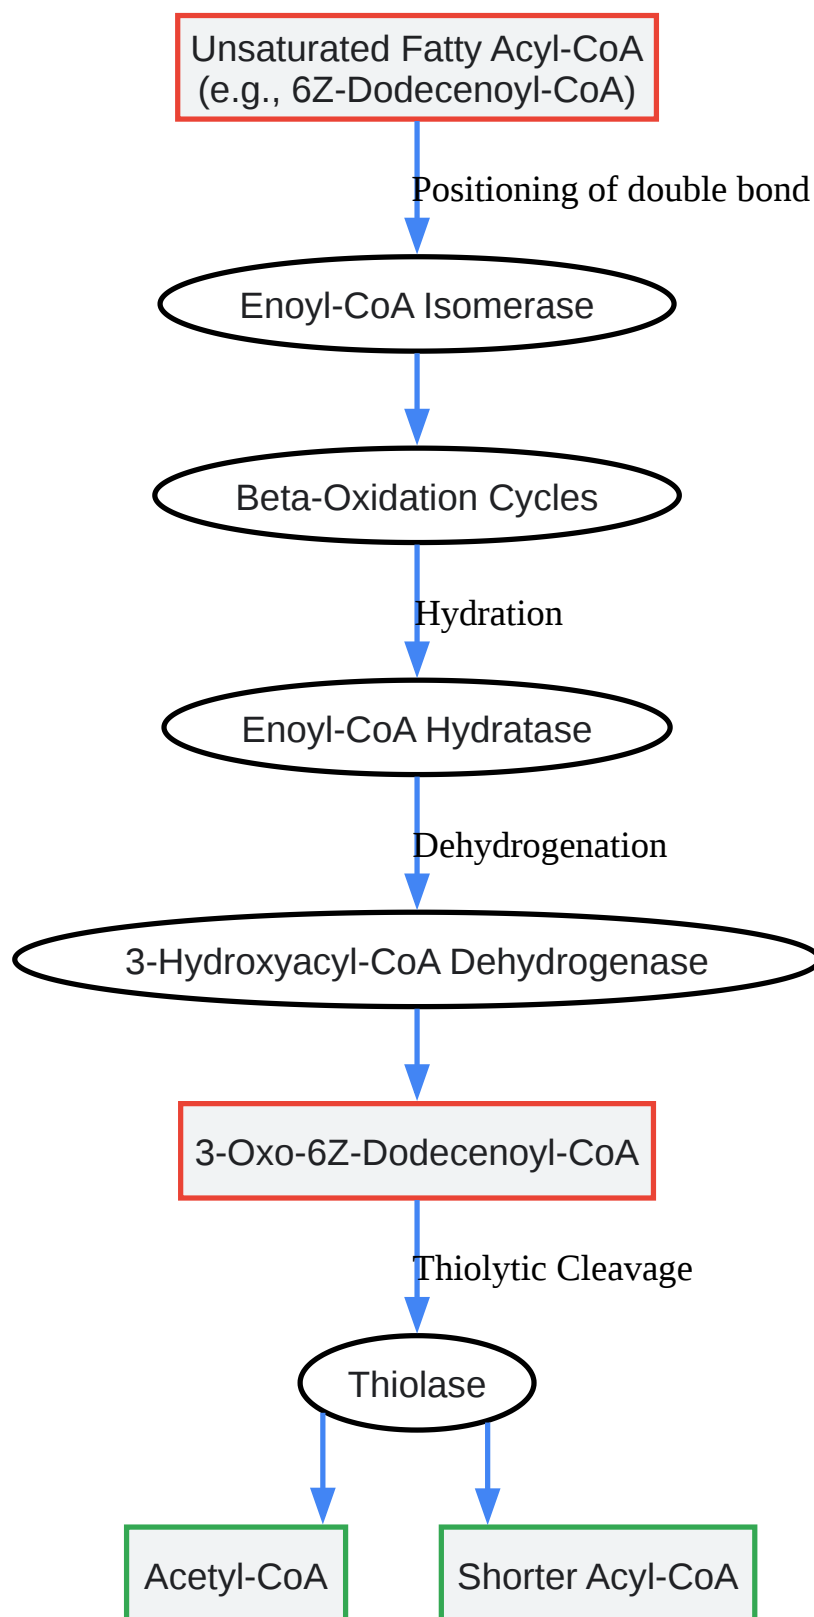 Unsaturated Fatty Acyl-CoA
(e.g., 6Z-Dodecenoyl-CoA)
Positioning of double bond
Enoyl-CoA Isomerase
Beta-Oxidation Cycles
Hydration
Enoyl-CoA Hydratase
Dehydrogenation
3-Hydroxyacyl-CoA Dehydrogenase
3-Oxo-6Z-Dodecenoyl-CoA
Thiolytic Cleavage
Thiolase
Acetyl-CoA
Shorter Acyl-CoA